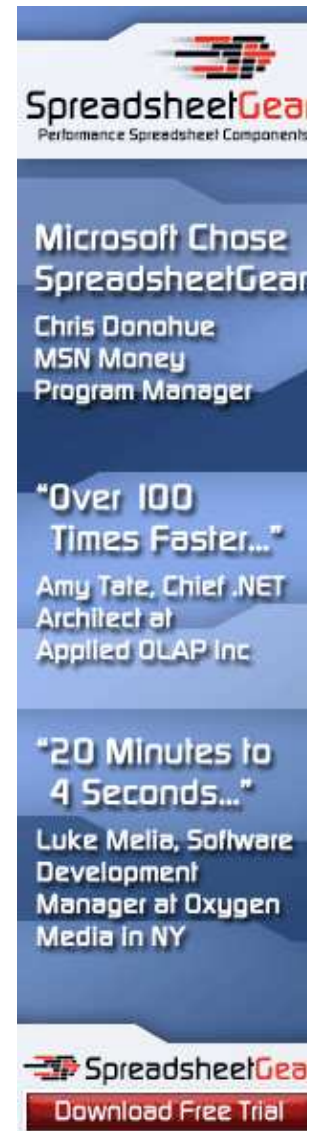 SpreadsheetGear
Performance Spreadsheet Components
Microsoft Chose
SpreadsheetGear
Chris Donohue
MSN Money
Program Manager
“Over 100
Times Faster...”
Amy Tate, Chief .NET
Architect at
Applied OLAP Inc
“20 Minutes to
4 Seconds...”
Luke Melia, Software
Development
Manager at Oxygen
Media in NY
SpreadsheetGea
Download Free Trial